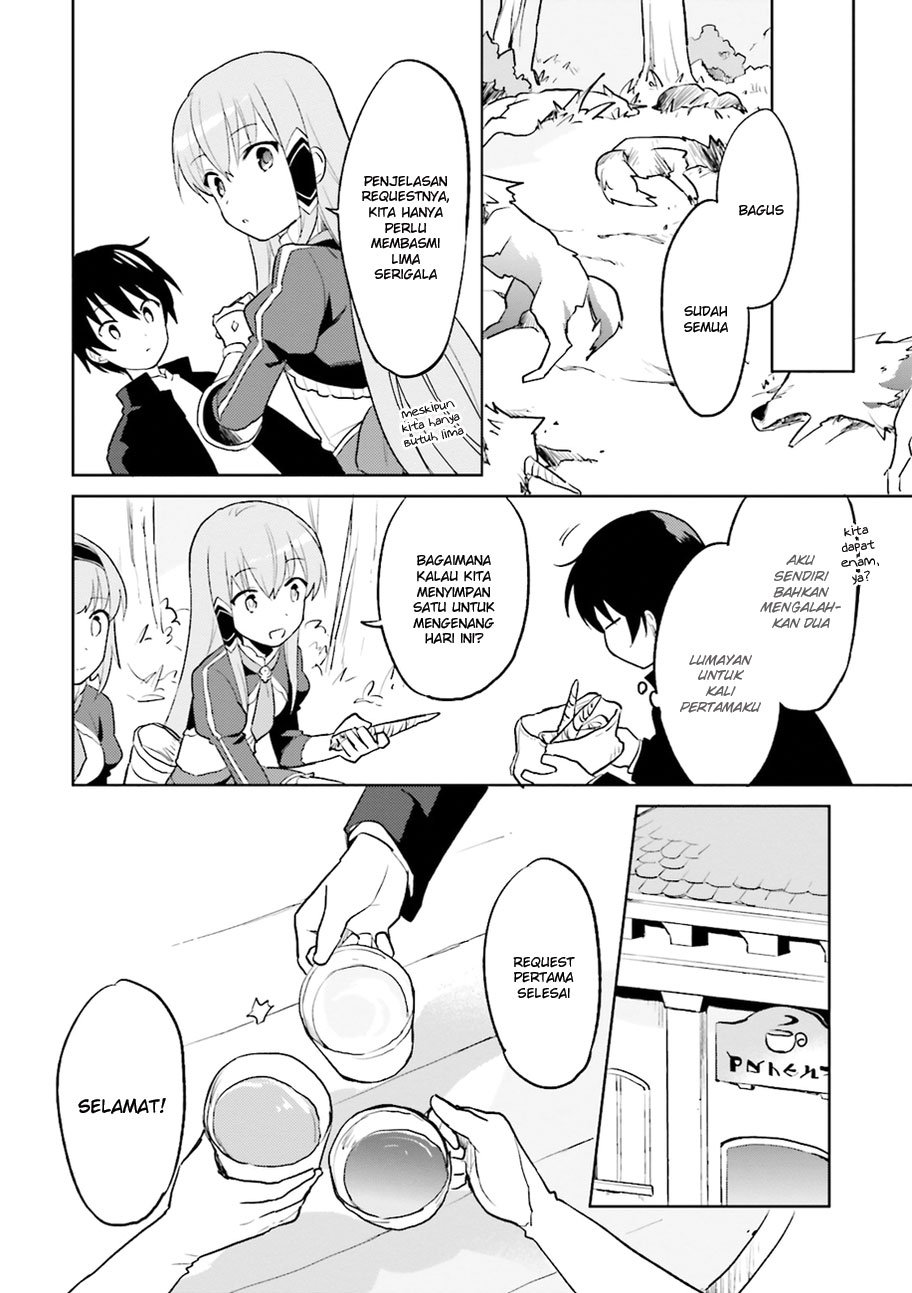 BAGUS
SUDAH
SEMUA
PENJELASAN
REQUESTNYA,
KITA HANYA
PERLU
MEMBASMI
LIMA
SERIGALA
meskipun
kita hanya
butuh lima
kita
dapat
enam,
ya?
AKU
SENDIRI
BAHKAN
MENGALAH-
KAN DUA
LUMAYAN
UNTUK
KALI
PERTAMAKU
BAGAIMANA
KALAU KITA
MENYIMPAN
SATU UNTUK
MENGENANG
HARI INI?
REQUEST
PERTAMA
SELESAI
SELAMAT!